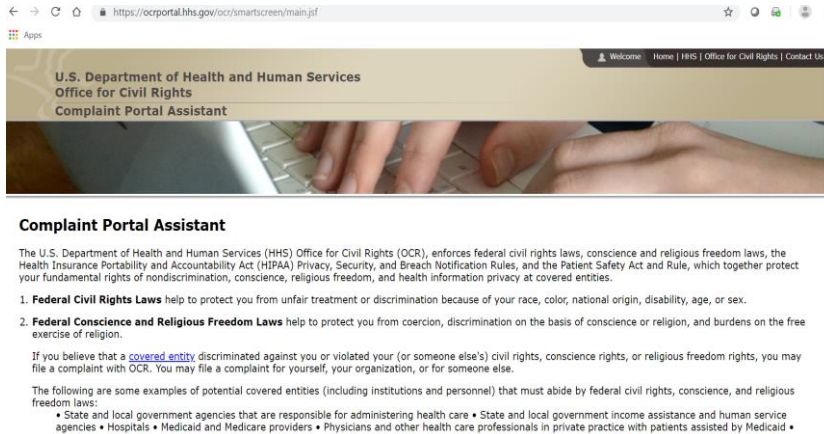 https://ocrportal.hhs.gov/ocr/smartscreen/main.jsf
Apps
Welcome Home | HHS | Office for Civil Rights | Contact Us
U.S. Department of Health and Human Services
Office for Civil Rights
Complaint Portal Assistant
Complaint Portal Assistant
The U.S. Department of Health and Human Services (HHS) Office for Civil Rights (OCR), enforces federal civil rights laws, conscience and religious freedom laws, the
Health Insurance Portability and Accountability Act (HIPAA) Privacy, Security, and Breach Notification Rules, and the Patient Safety Act and Rule, which together protect
your fundamental rights of nondiscrimination, conscience, religious freedom, and health information privacy at covered entities.
1. Federal Civil Rights Laws help to protect you from unfair treatment or discrimination because of your race, color, national origin, disability, age, or sex.
2. Federal Conscience and Religious Freedom Laws help to protect you from coercion, discrimination on the basis of conscience or religion, and burdens on the free
exercise of religion.
If you believe that a covered entity discriminated against you or violated your (or someone else's) civil rights, conscience rights, or religious freedom rights, you may
file a complaint with OCR. You may file a complaint for yourself, your organization, or for someone else.
The following are some examples of potential covered entities (including institutions and personnel) that must abide by federal civil rights, conscience, and religious
freedom laws:
• State and local government agencies that are responsible for administering health care • State and local government income assistance and human service
agencies • Hospitals • Medicaid and Medicare providers • Physicians and other health care professionals in private practice with patients assisted by Medicaid •